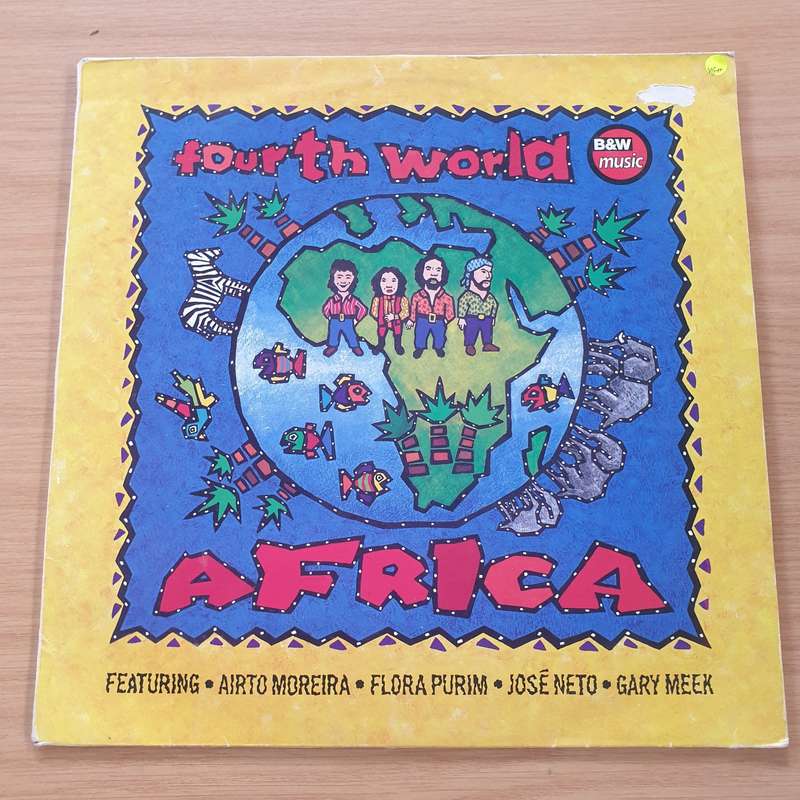 fourth world
B&W
music
AFRICA
FEATURING • AIRTO MOREIRA • FLORA PURIM • JOSÉ NETO • GARY MEEK